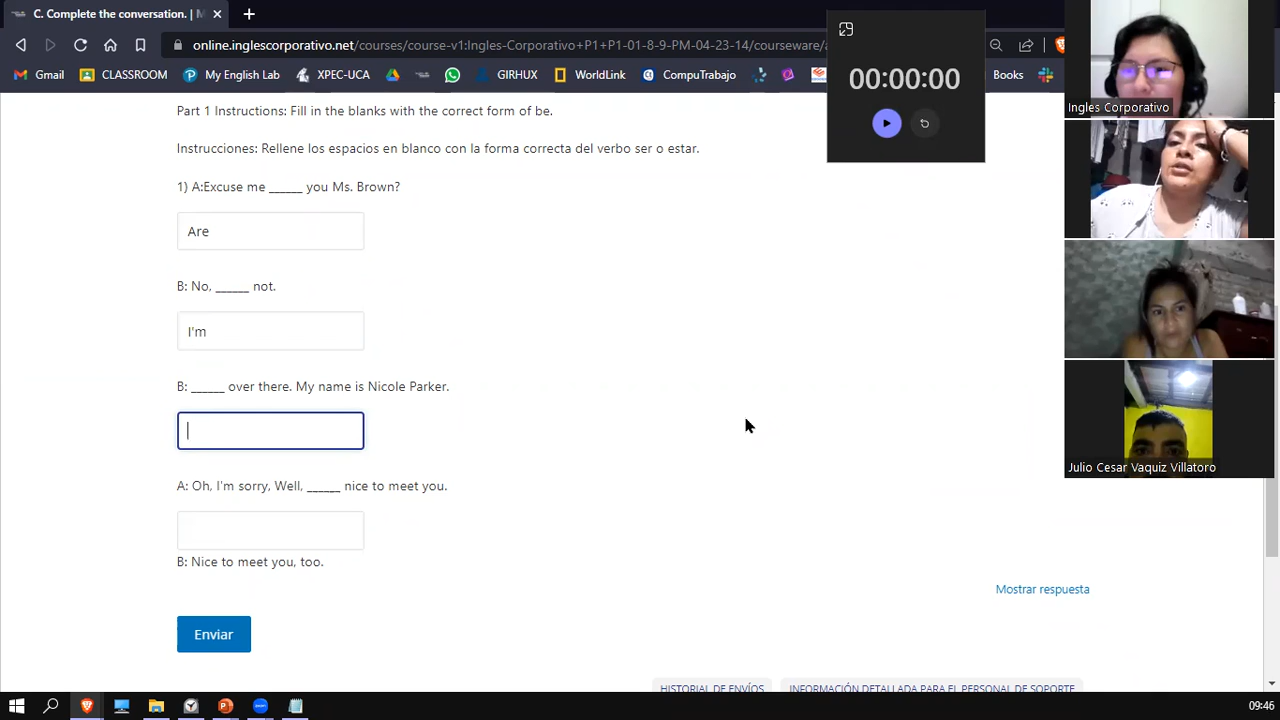 C. Complete the conversation. | M
online.inglescorporativo.net/courses/course-v1:Ingles-Corporativo+P1+P1-01-8-9-PM-04-23-14/courseware/
Gmail CLASSROOM My English Lab XPEC-UCA GIRHUX WorldLink CompuTrabajo Books
00:00:00
Part 1 Instructions: Fill in the blanks with the correct form of be.
Instrucciones: Rellene los espacios en blanco con la forma correcta del verbo ser o estar.
1) A:Excuse me ______ you Ms. Brown?
Are
B: No, ______ not.
I'm
B: ______ over there. My name is Nicole Parker.
A: Oh, I'm sorry, Well, ______ nice to meet you.
B: Nice to meet you, too.
Mostrar respuesta
Enviar
HISTORIAL DE ENVÍOS INFORMACIÓN DETALLADA PARA EL PERSONAL DE SOPORTE
Ingles Corporativo
Julio Cesar Vaquiz Villatoro
09:46